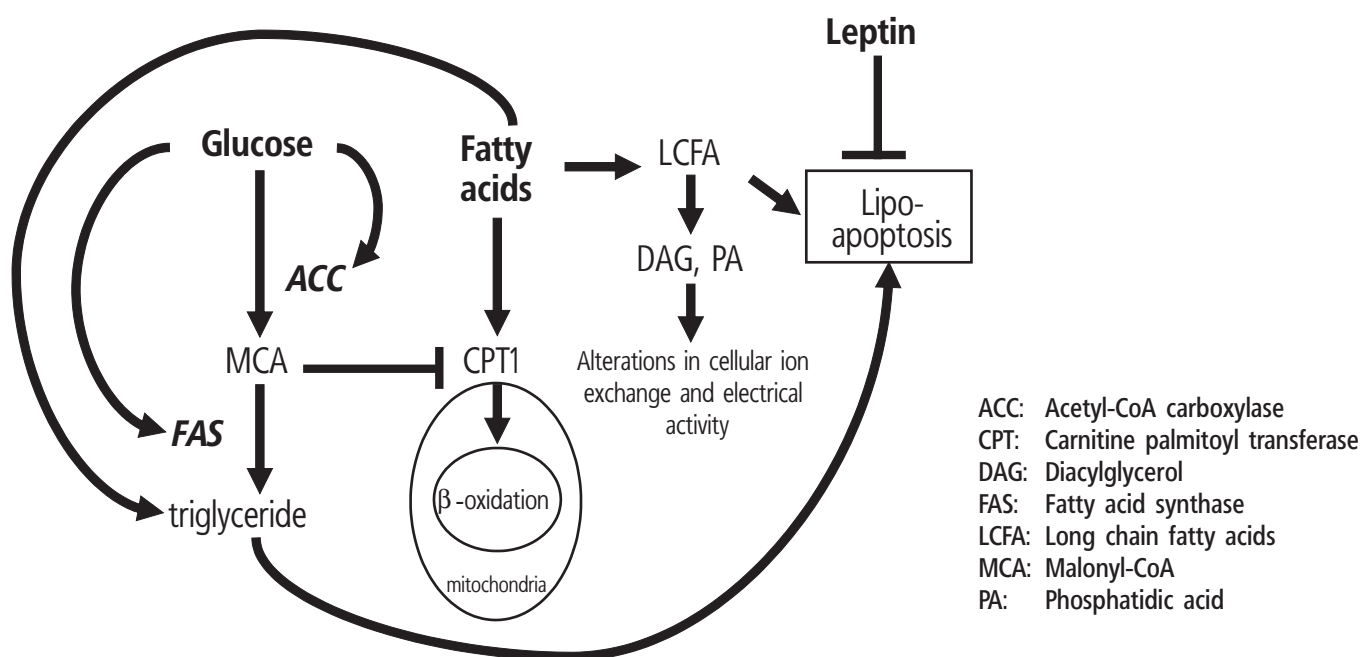 Leptin
Glucose
Fatty
acids
LCFA
Lipo-
apoptosis
ACC
DAG, PA
MCA
CPT1
Alterations in cellular ion
exchange and electrical
activity
FAS
β-oxidation
triglyceride
mitochondria
ACC: Acetyl-CoA carboxylase
CPT: Carnitine palmitoyl transferase
DAG: Diacylglycerol
FAS: Fatty acid synthase
LCFA: Long chain fatty acids
MCA: Malonyl-CoA
PA: Phosphatidic acid